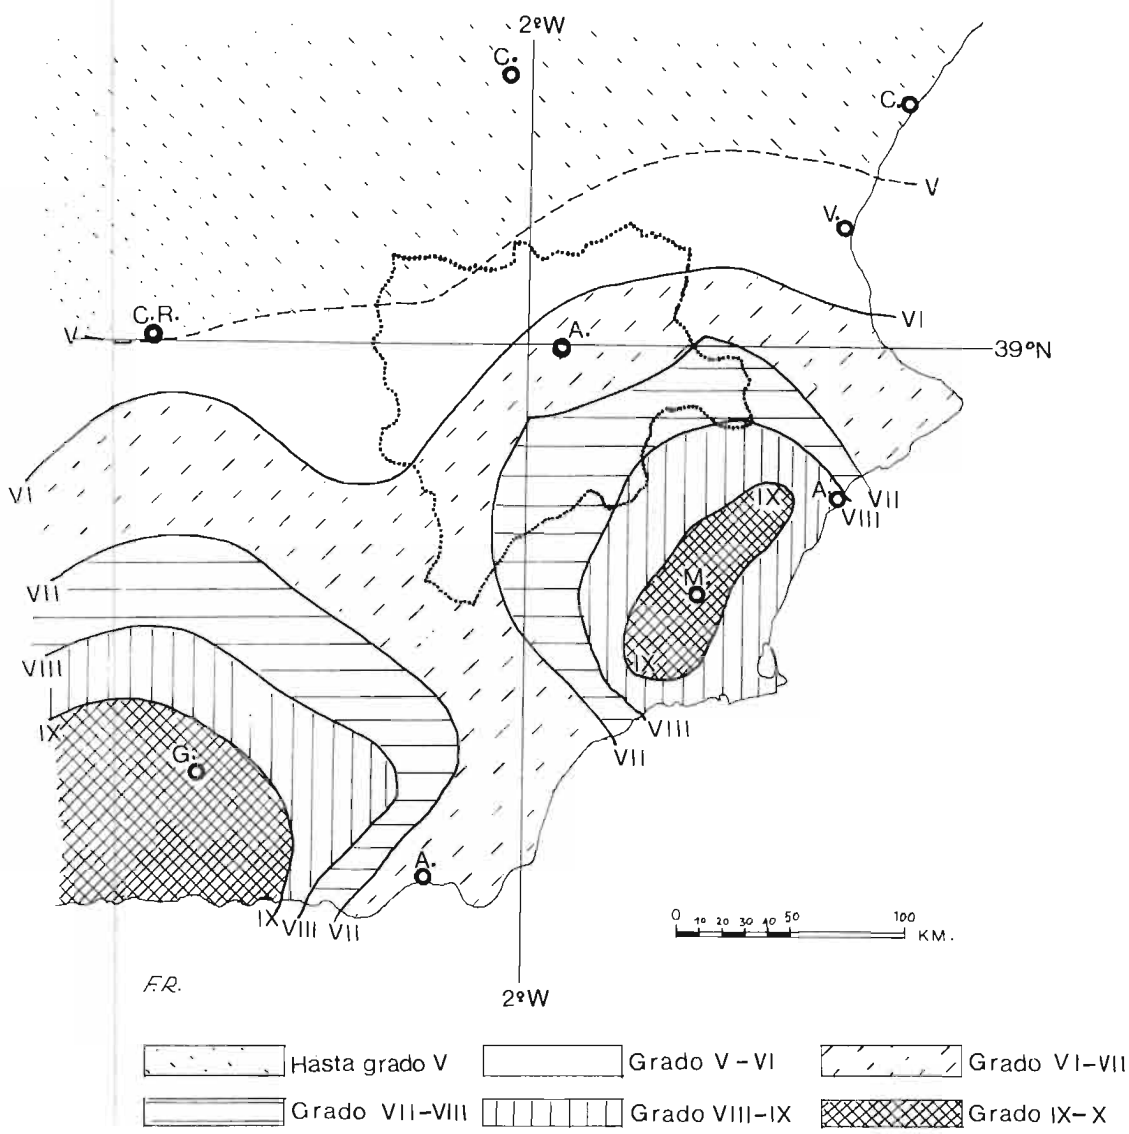 2ºW
C.
C.
V
V.
C.R.
V
VI
A.
39ºN
VI
IX
A.
VII
VIII
VII
M.
VIII
IX
IX
G.
VIII
VII
A.
IX VIII VII
0 10 20 30 40 50 100 KM.
F.R.
2ºW
Hasta grado V Grado V-VI Grado VI-VII
Grado VII-VIII Grado VIII-IX Grado IX-X